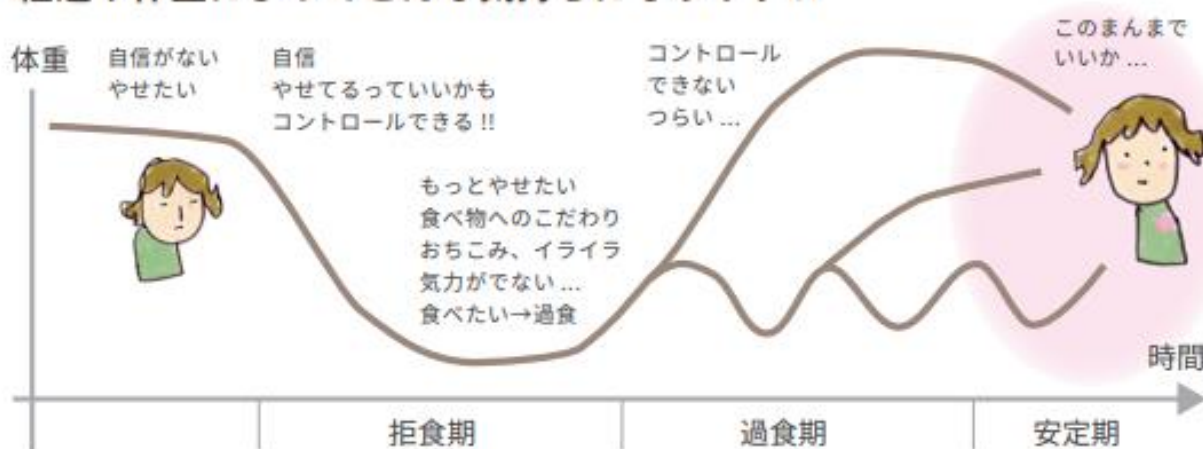 体重
自信がない
やせたい
自信
やせてるっていいかも
コントロールできる!!
もっとやせたい
食べ物へのこだわり
おちこみ、イライラ
気力がでない...
食べたい→過食
コントロール
できない
つらい...
このまんまで
いいか...
時間
拒食期
過食期
安定期